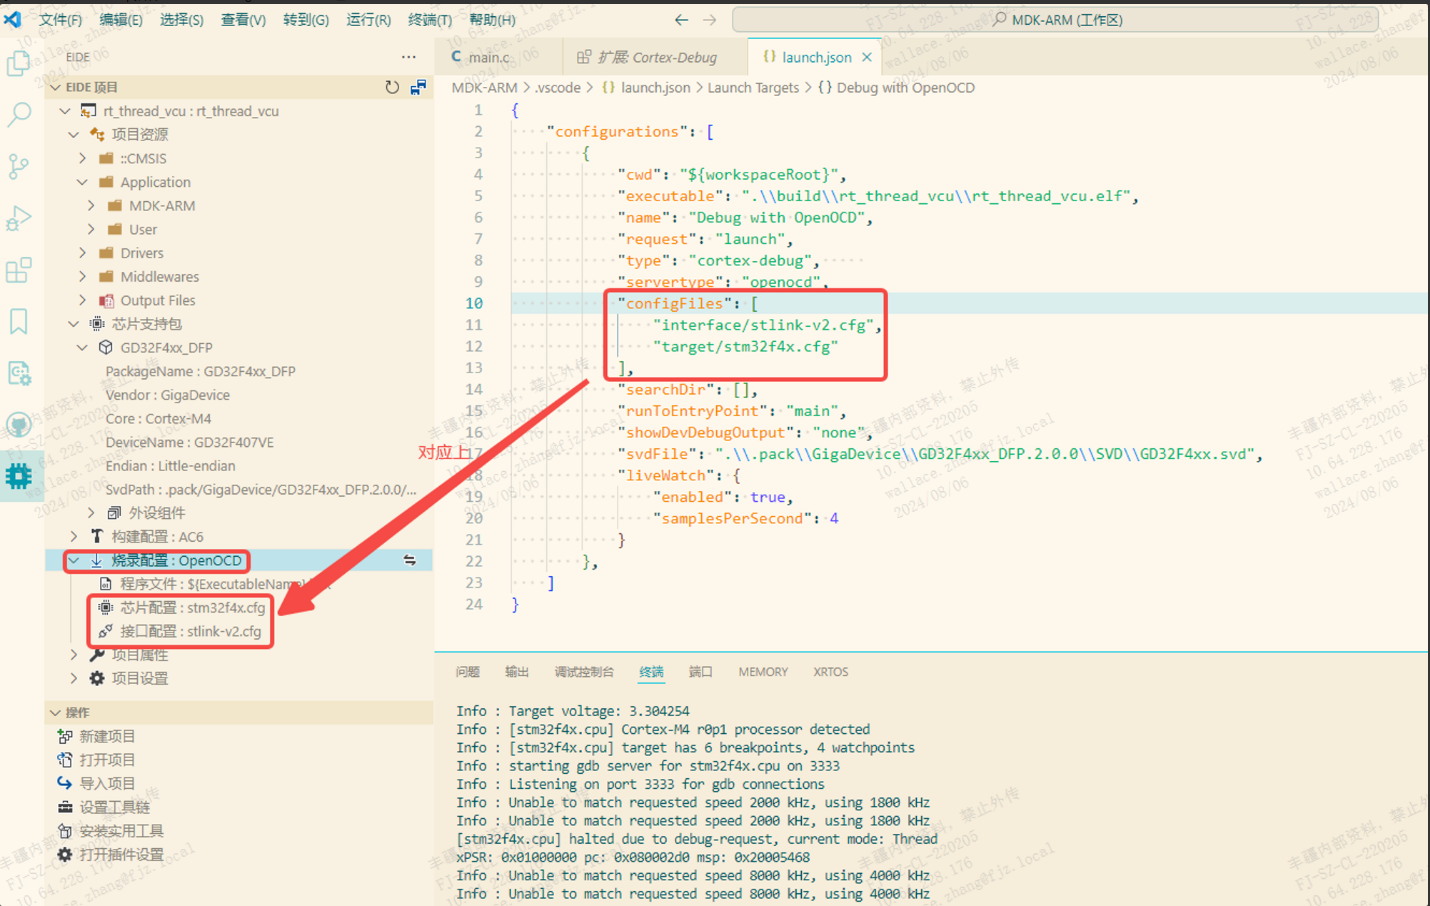 文件(F) 编辑(E) 选择(S) 查看(V) 转到(G) 运行(R) 终端(T) 帮助(H)
MDK-ARM (工作区)
EIDE
main.c
扩展: Cortex-Debug
{} launch.json
MDK-ARM > .vscode > {} launch.json > Launch Targets > {} Debug with OpenOCD
EIDE 项目
rt_thread_vcu : rt_thread_vcu
项目资源
::CMSIS
Application
MDK-ARM
User
Drivers
Middlewares
Output Files
芯片支持包
GD32F4xx_DFP
PackageName : GD32F4xx_DFP
Vendor : GigaDevice
Core : Cortex-M4
DeviceName : GD32F407VE
Endian : Little-endian
SvdPath : .pack/GigaDevice/GD32F4xx_DFP.2.0.0/...
外设组件
构建配置 : AC6
烧录配置 : OpenOCD
程序文件 : ${ExecutableName}
芯片配置 : stm32f4x.cfg
接口配置 : stlink-v2.cfg
项目属性
项目设置
操作
新建项目
打开项目
导入项目
设置工具链
安装实用工具
打开插件设置
1 {
2 "configurations": [
3 {
4 "cwd": "${workspaceRoot}",
5 "executable": ".\\build\\rt_thread_vcu\\rt_thread_vcu.elf",
6 "name": "Debug with OpenOCD",
7 "request": "launch",
8 "type": "cortex-debug",
9 "servertype": "openocd",
10 "configFiles": [
11 "interface/stlink-v2.cfg",
12 "target/stm32f4x.cfg"
13 ],
14 "searchDir": [],
15 "runToEntryPoint": "main",
16 "showDevDebugOutput": "none",
对应上
17 "svdFile": ".\\.pack\\GigaDevice\\GD32F4xx_DFP.2.0.0\\SVD\\GD32F4xx.svd",
18 "liveWatch": {
19 "enabled": true,
20 "samplesPerSecond": 4
21 }
22 },
23 ]
24 }
问题 输出 调试控制台 终端 端口 MEMORY XRTOS
Info : Target voltage: 3.304254
Info : [stm32f4x.cpu] Cortex-M4 r0p1 processor detected
Info : [stm32f4x.cpu] target has 6 breakpoints, 4 watchpoints
Info : starting gdb server for stm32f4x.cpu on 3333
Info : Listening on port 3333 for gdb connections
Info : Unable to match requested speed 2000 kHz, using 1800 kHz
Info : Unable to match requested speed 2000 kHz, using 1800 kHz
[stm32f4x.cpu] halted due to debug-request, current mode: Thread
xPSR: 0x01000000 pc: 0x080002d0 msp: 0x20005468
Info : Unable to match requested speed 8000 kHz, using 4000 kHz
Info : Unable to match requested speed 8000 kHz, using 4000 kHz
丰疆内部资料, 禁止外传
FJ-SZ-CL-220205
10.64.228.176
wallace.zhang@fjz.local
2024/08/06